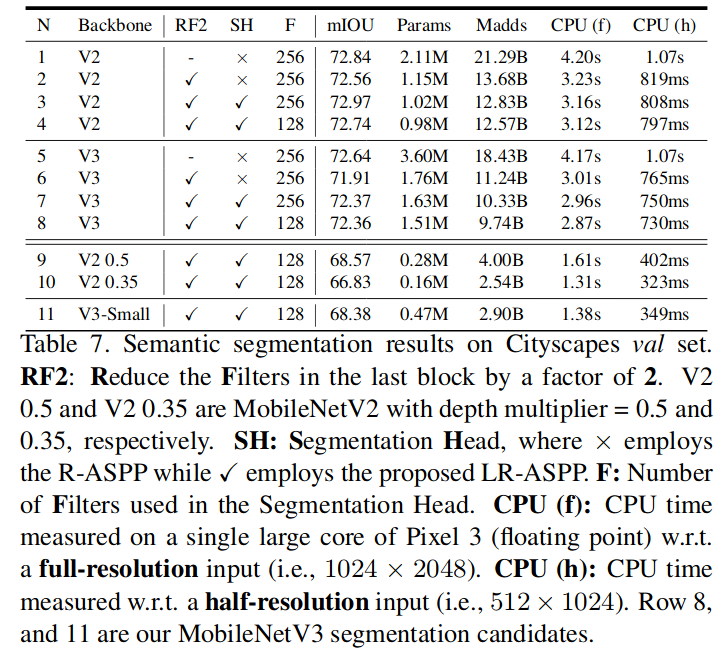 N Backbone RF2 SH F mIOU Params Madds CPU (f) CPU (h)
1 V2 - × 256 72.84 2.11M 21.29B 4.20s 1.07s
2 V2 ✓ × 256 72.56 1.15M 13.68B 3.23s 819ms
3 V2 ✓ ✓ 256 72.97 1.02M 12.83B 3.16s 808ms
4 V2 ✓ ✓ 128 72.74 0.98M 12.57B 3.12s 797ms
5 V3 - × 256 72.64 3.60M 18.43B 4.17s 1.07s
6 V3 ✓ × 256 71.91 1.76M 11.24B 3.01s 765ms
7 V3 ✓ ✓ 256 72.37 1.63M 10.33B 2.96s 750ms
8 V3 ✓ ✓ 128 72.36 1.51M 9.74B 2.87s 730ms
9 V2 0.5 ✓ ✓ 128 68.57 0.28M 4.00B 1.61s 402ms
10 V2 0.35 ✓ ✓ 128 66.83 0.16M 2.54B 1.31s 323ms
11 V3-Small ✓ ✓ 128 68.38 0.47M 2.90B 1.38s 349ms
Table 7. Semantic segmentation results on Cityscapes val set.
RF2: Reduce the Filters in the last block by a factor of 2. V2
0.5 and V2 0.35 are MobileNetV2 with depth multiplier = 0.5 and
0.35, respectively. SH: Segmentation Head, where × employs
the R-ASPP while ✓ employs the proposed LR-ASPP. F: Number
of Filters used in the Segmentation Head. CPU (f): CPU time
measured on a single large core of Pixel 3 (floating point) w.r.t.
a full-resolution input (i.e., 1024 × 2048). CPU (h): CPU time
measured w.r.t. a half-resolution input (i.e., 512 × 1024). Row 8,
and 11 are our MobileNetV3 segmentation candidates.